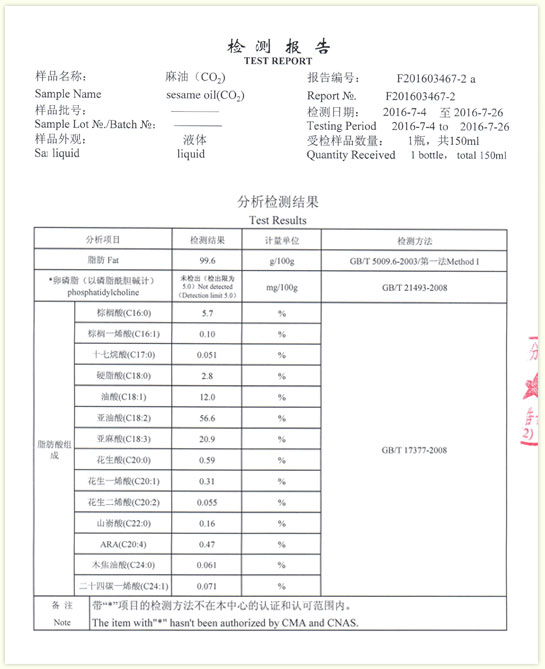 检测报告
TEST REPORT
样品名称： 麻油（CO₂) 报告编号： F201603467-2 a
Sample Name sesame oil(CO₂) Report №. F201603467-2
样品批号： ———— 检测日期： 2016-7-4 至 2016-7-26
Sample Lot №./Batch №： ———— Testing Period 2016-7-4 to 2016-7-26
样品外观： 液体 受检样品数量： 1瓶，共150ml
Sa: liquid liquid Quantity Received 1 bottle， total 150ml
分析检测结果
Test Results
分析项目 检测结果 计量单位 检测方法
脂肪 Fat 99.6 g/100g GB/T 5009.6-2003/第一法Method I
*卵磷脂（以磷脂酰胆碱计） phosphatidylcholine 未检出（检出限为 5.0）Not detected (Detection limit 5.0) mg/100g GB/T 21493-2008
脂肪酸组成
棕榈酸(C16:0) 5.7 %
棕榈一烯酸(C16:1) 0.10 %
十七烷酸(C17:0) 0.051 %
硬脂酸(C18:0) 2.8 %
油酸(C18:1) 12.0 %
亚油酸(C18:2) 56.6 %
亚麻酸(C18:3) 20.9 %
GB/T 17377-2008
花生酸(C20:0) 0.59 %
花生一烯酸(C20:1) 0.31 %
花生二烯酸(C20:2) 0.055 %
山嵛酸(C22:0) 0.16 %
ARA(C20:4) 0.47 %
木焦油酸(C24:0) 0.061 %
二十四碳一烯酸(C24:1) 0.071 %
备 注 带“*”项目的检测方法不在本中心的认证和认可范围内。
Note The item with"*" hasn't been authorized by CMA and CNAS.